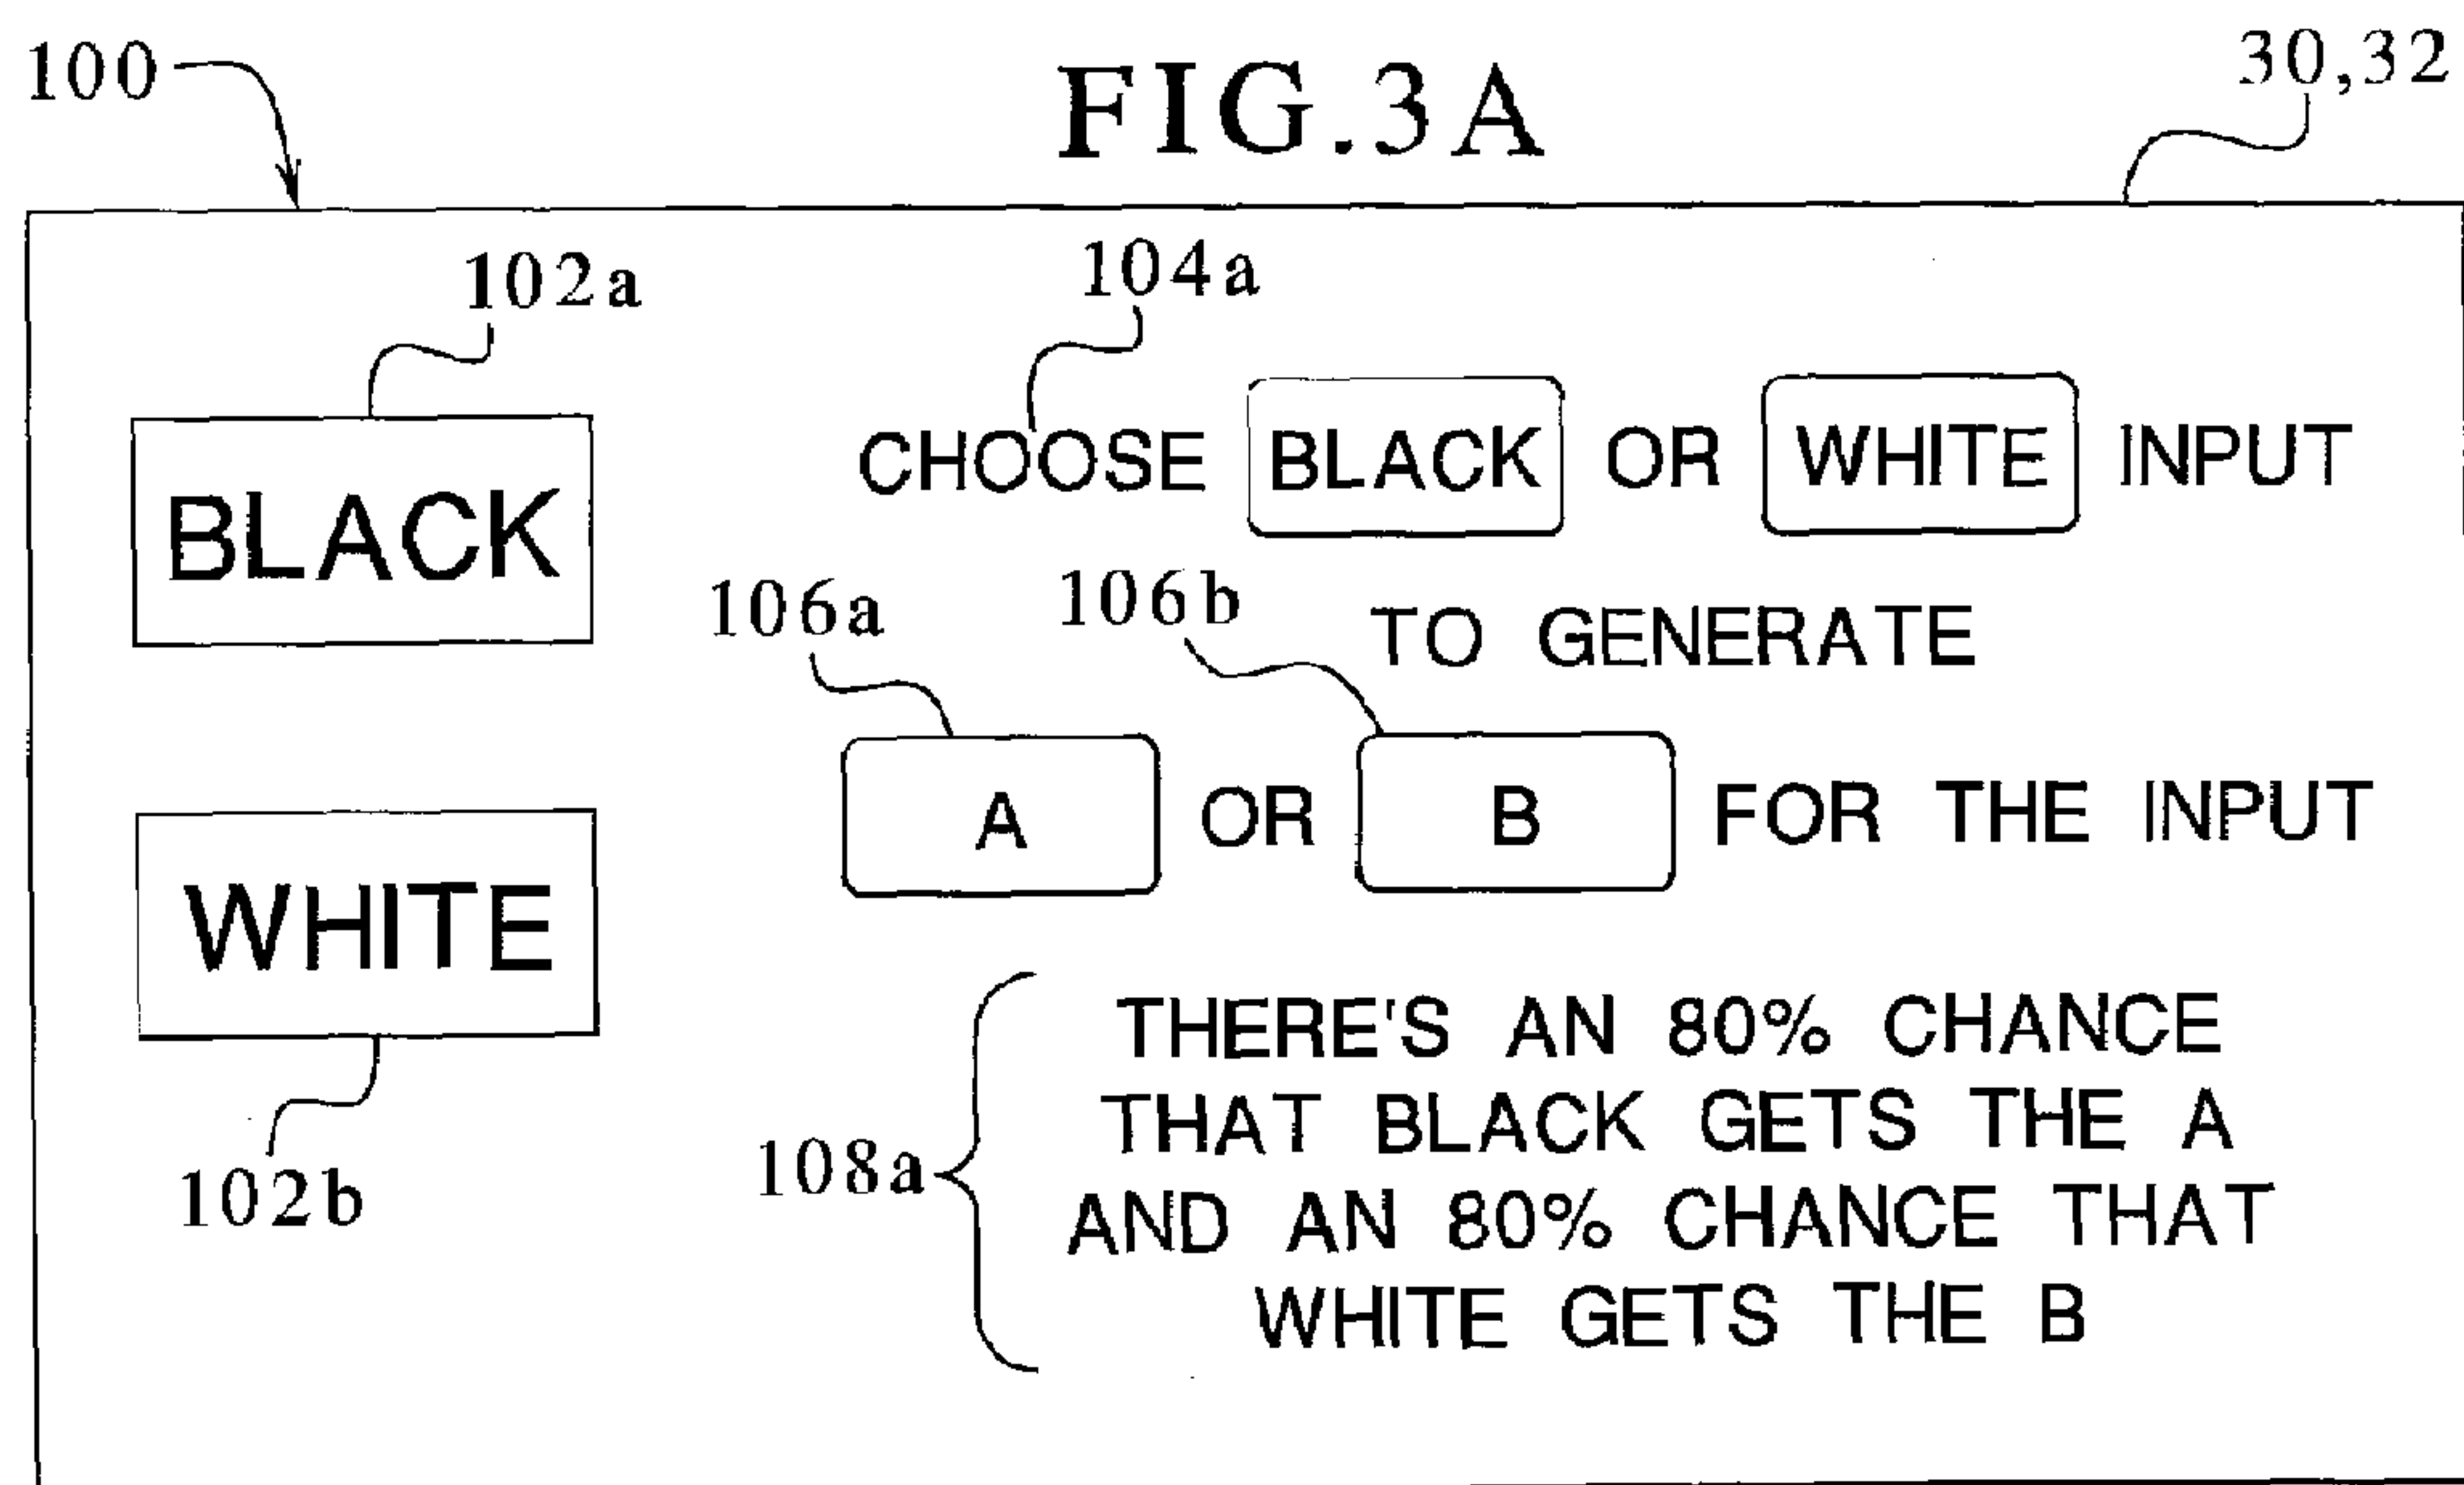 100
FIG.3A
30,32
102a
104a
BLACK
CHOOSE BLACK OR WHITE INPUT
106a
106b
TO GENERATE
A OR B FOR THE INPUT
WHITE
102b
108a
THERE'S AN 80% CHANCE
THAT BLACK GETS THE A
AND AN 80% CHANCE THAT
WHITE GETS THE B